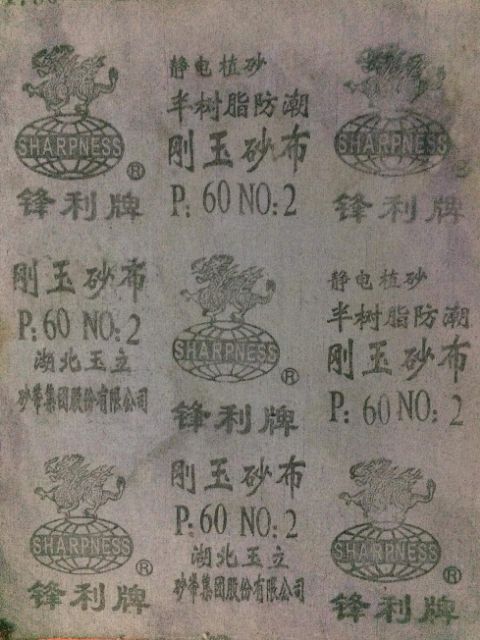 静电植砂
半树脂防潮
刚玉砂布
P: 60 NO: 2
SHARPNESS
®
锋利牌
SHARPNESS
锋利牌
刚玉砂布
P: 60 NO: 2
湖北玉立
砂带集团股份有限公司
SHARPNESS
®
锋利牌
静电植砂
半树脂防潮
刚玉砂布
P: 60 NO: 2
SHARPNESS
®
锋利牌
刚玉砂布
P: 60 NO: 2
湖北玉立
砂带集团股份有限公司
SHARPNESS
®
锋利牌